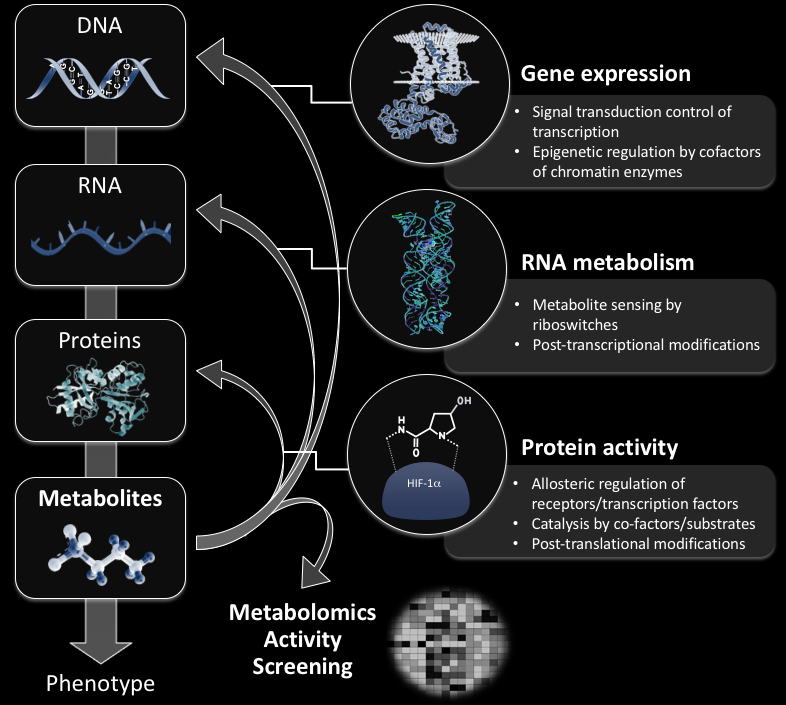 DNA
RNA
Proteins
Metabolites
Phenotype
Gene expression
• Signal transduction control of
transcription
• Epigenetic regulation by cofactors
of chromatin enzymes
RNA metabolism
• Metabolite sensing by
riboswitches
• Post-transcriptional modifications
OH
H
N
N
O
HIF-1α
Protein activity
• Allosteric regulation of
receptors/transcription factors
• Catalysis by co-factors/substrates
• Post-translational modifications
Metabolomics
Activity
Screening